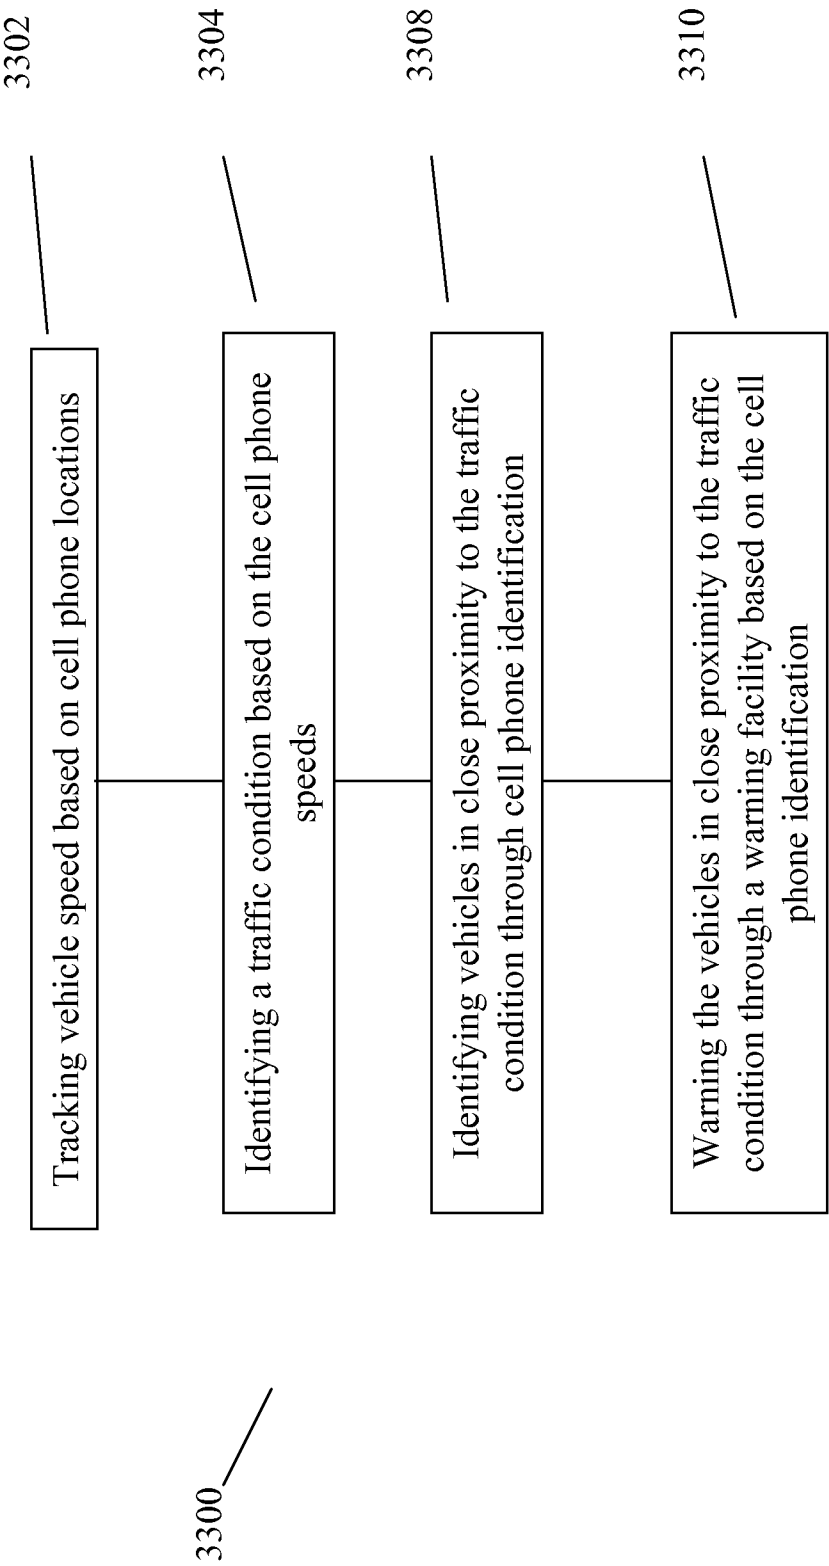 3302
Tracking vehicle speed based on cell phone locations
3304
Identifying a traffic condition based on the cell phone
speeds
3308
Identifying vehicles in close proximity to the traffic
condition through cell phone identification
3310
Warning the vehicles in close proximity to the traffic
condition through a warning facility based on the cell
phone identification
3300